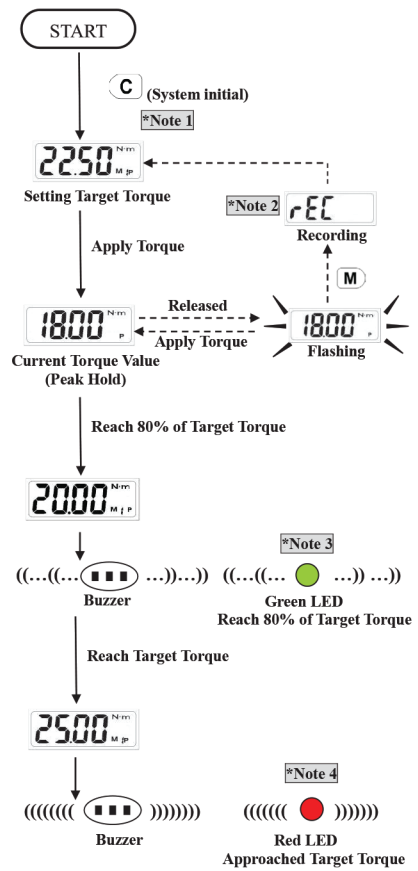 START
C (System initial)
*Note 1
22.50 N·m
M P
Setting Target Torque
*Note 2
rEC
Recording
Apply Torque
M
18.00 N·m
P
Released
Apply Torque
18.00 N·m
P
Current Torque Value
(Peak Hold)
Flashing
Reach 80% of Target Torque
20.00 N·m
M P
*Note 3
((...((... ...))...)) ((...((... ...)) ...))
Buzzer
Green LED
Reach 80% of Target Torque
Reach Target Torque
25.00 N·m
M P
*Note 4
(((((((( )))))))) ((((((( )))))))
Buzzer
Red LED
Approached Target Torque